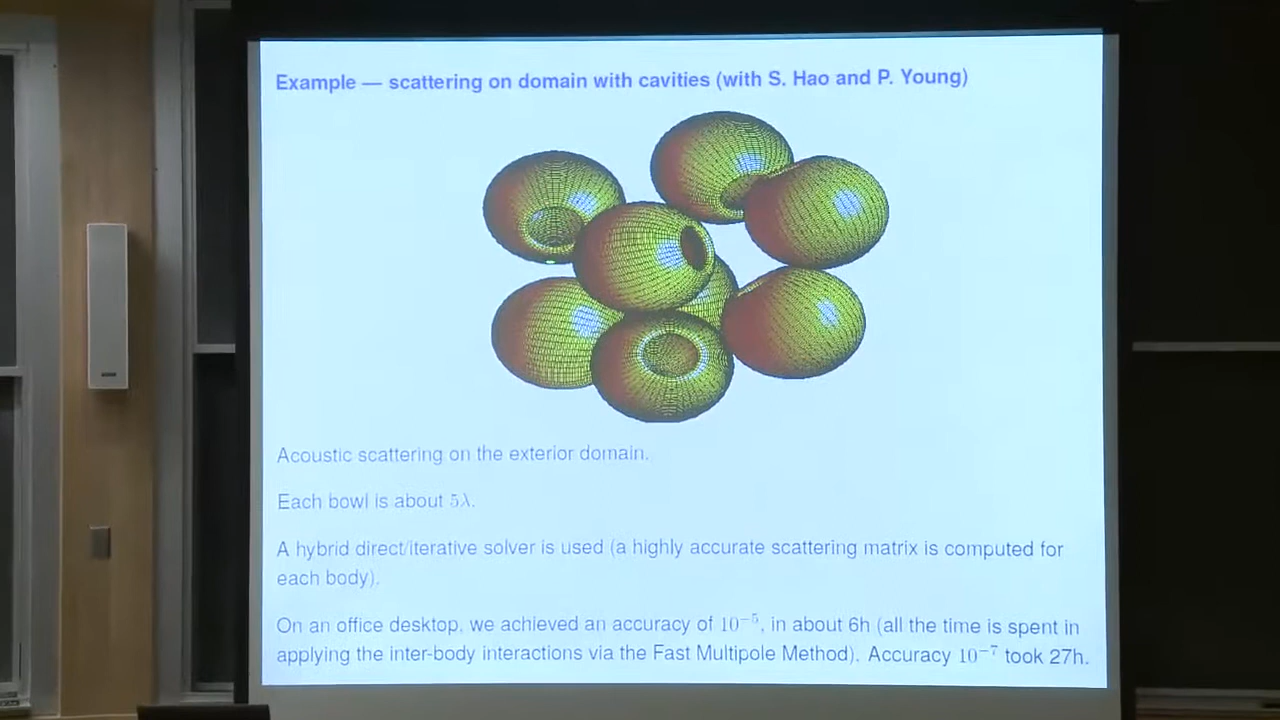 Example — scattering on domain with cavities (with S. Hao and P. Young)
Acoustic scattering on the exterior domain.
Each bowl is about 5λ.
A hybrid direct/iterative solver is used (a highly accurate scattering matrix is computed for
each body).
On an office desktop, we achieved an accuracy of 10⁻⁵, in about 6h (all the time is spent in
applying the inter-body interactions via the Fast Multipole Method). Accuracy 10⁻⁷ took 27h.